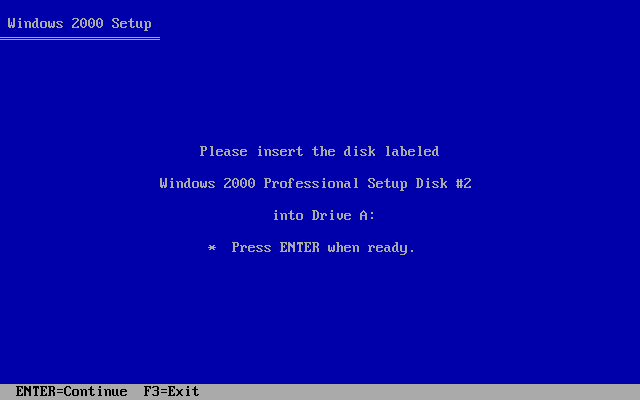 Windows 2000 Setup
Please insert the disk labeled
Windows 2000 Professional Setup Disk #2
into Drive A:
* Press ENTER when ready.
ENTER=Continue F3=Exit